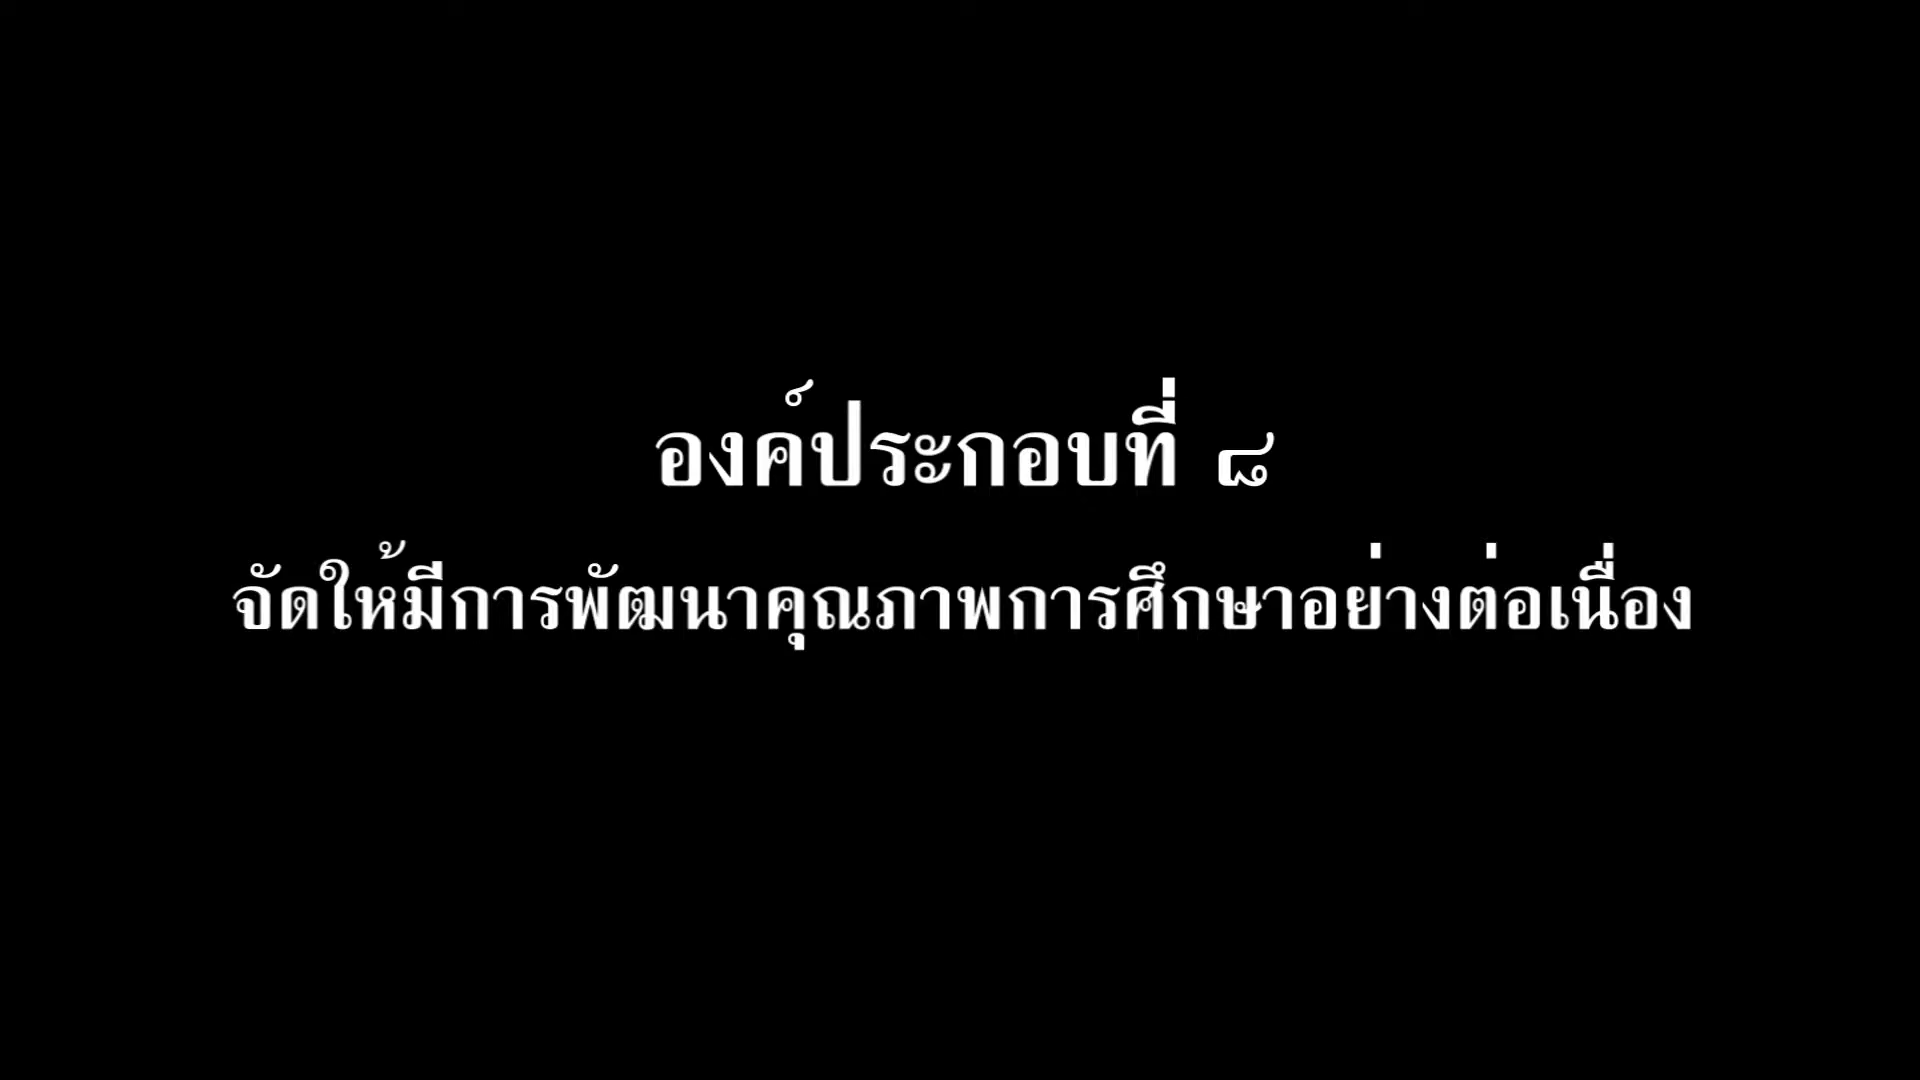 องค์ประกอบที่ ๘
จัดให้มีการพัฒนาคุณภาพการศึกษาอย่างต่อเนื่อง